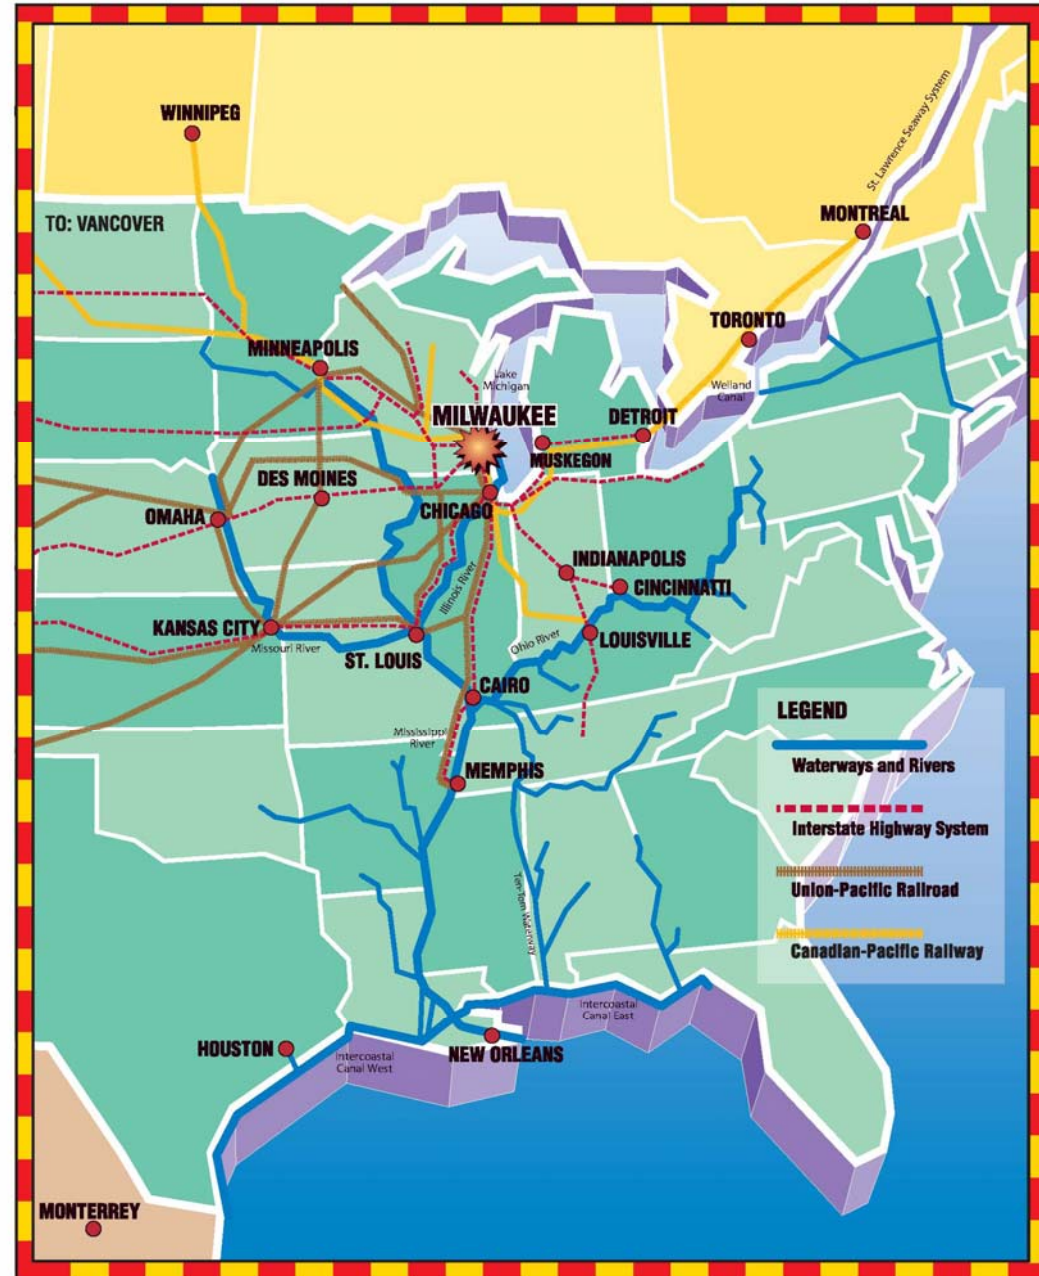 WINNIPEG
St. Lawrence Seaway System
TO: VANCOVER
MONTREAL
TORONTO
MINNEAPOLIS
Lake
Michigan
Welland
Canal
MILWAUKEE
DETROIT
MUSKEGON
DES MOINES
CHICAGO
OMAHA
INDIANAPOLIS
CINCINNATTI
Illinois River
KANSAS CITY
Missouri River
ST. LOUIS
Ohio River
LOUISVILLE
CAIRO
Mississippi
River
MEMPHIS
LEGEND
Waterways and Rivers
Interstate Highway System
Union-Pacific Railroad
Canadian-Pacific Railway
Ten-Tom Waterway
Intercoastal
Canal East
HOUSTON
Intercoastal
Canal West
NEW ORLEANS
MONTERREY